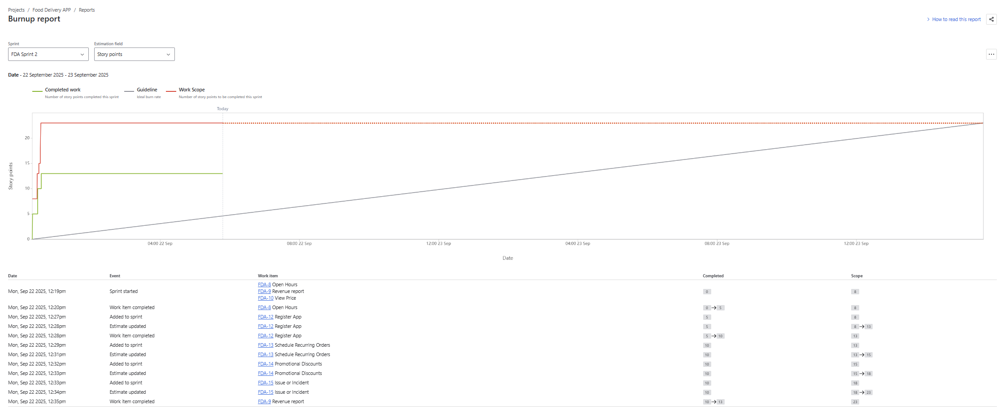 Projects / Food Delivery APP / Reports
Burnup report
How to read this report
Sprint
Estimation field
FDA Sprint 2
Story points
Date - 22 September 2025 - 23 September 2025
Completed work
Number of story points completed this sprint
Guideline
Ideal burn rate
Work Scope
Number of story points to be completed this sprint
Today
20
15
10
5
0
Story points
04:00 22 Sep
08:00 22 Sep
12:00 23 Sep
04:00 23 Sep
08:00 23 Sep
12:00 23 Sep
Date
Date Event Work item Completed Scope
FDA-8 Open Hours
Mon, Sep 22 2025, 12:19pm Sprint started FDA-9 Revenue report 0 8
FDA-10 View Price
Mon, Sep 22 2025, 12:20pm Work item completed FDA-8 Open Hours 0 → 5 8
Mon, Sep 22 2025, 12:27pm Added to sprint FDA-12 Register App 5 8
Mon, Sep 22 2025, 12:28pm Estimate updated FDA-12 Register App 5 8 → 13
Mon, Sep 22 2025, 12:28pm Work item completed FDA-12 Register App 5 → 10 13
Mon, Sep 22 2025, 12:29pm Added to sprint FDA-13 Schedule Recurring Orders 10 13
Mon, Sep 22 2025, 12:31pm Estimate updated FDA-13 Schedule Recurring Orders 10 13 → 15
Mon, Sep 22 2025, 12:32pm Added to sprint FDA-14 Promotional Discounts 10 15
Mon, Sep 22 2025, 12:33pm Estimate updated FDA-14 Promotional Discounts 10 15 → 18
Mon, Sep 22 2025, 12:33pm Added to sprint FDA-15 Issue or Incident 10 18
Mon, Sep 22 2025, 12:34pm Estimate updated FDA-15 Issue or Incident 10 18 → 23
Mon, Sep 22 2025, 12:35pm Work item completed FDA-9 Revenue report 10 → 13 23